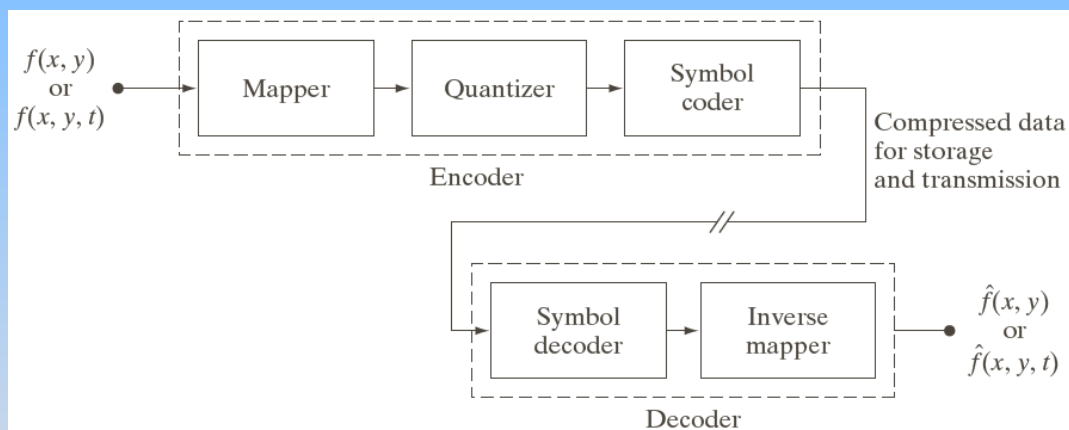 f(x, y)
or
f(x, y, t)
Mapper
Quantizer
Symbol
coder
Encoder
Compressed data
for storage
and transmission
Symbol
decoder
Inverse
mapper
Decoder
f̂(x, y)
or
f̂(x, y, t)